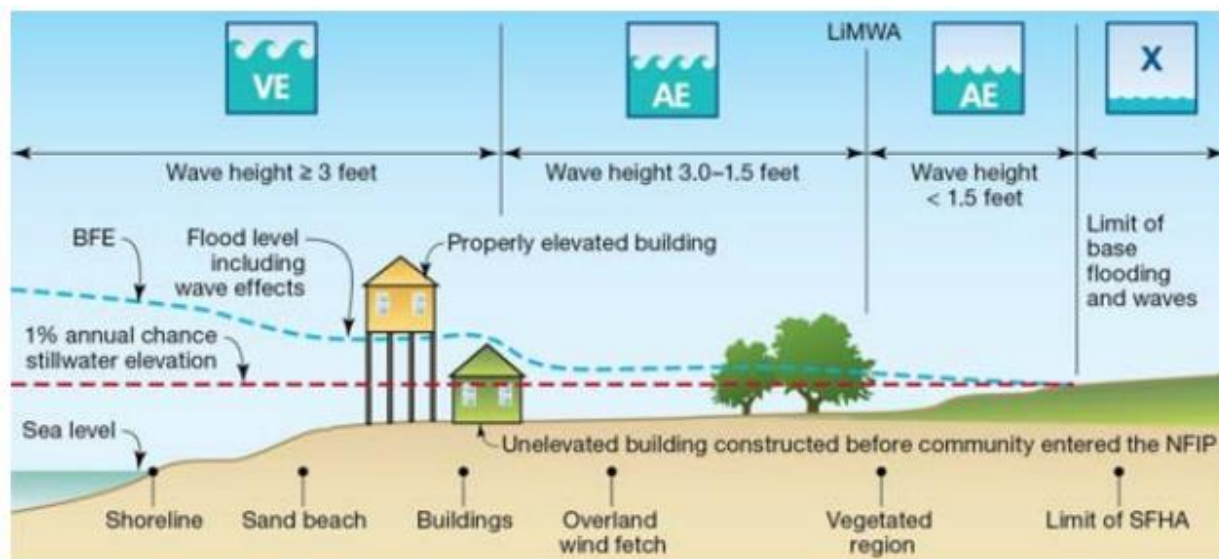 LiMWA
VE
AE
AE
X
Wave height ≥ 3 feet
Wave height 3.0–1.5 feet
Wave height
< 1.5 feet
BFE
Flood level
including
wave effects
Properly elevated building
Limit of
base
flooding
and waves
1% annual chance
stillwater elevation
Sea level
Unelevated building constructed before community entered the NFIP
Shoreline
Sand beach
Buildings
Overland
wind fetch
Vegetated
region
Limit of SFHA